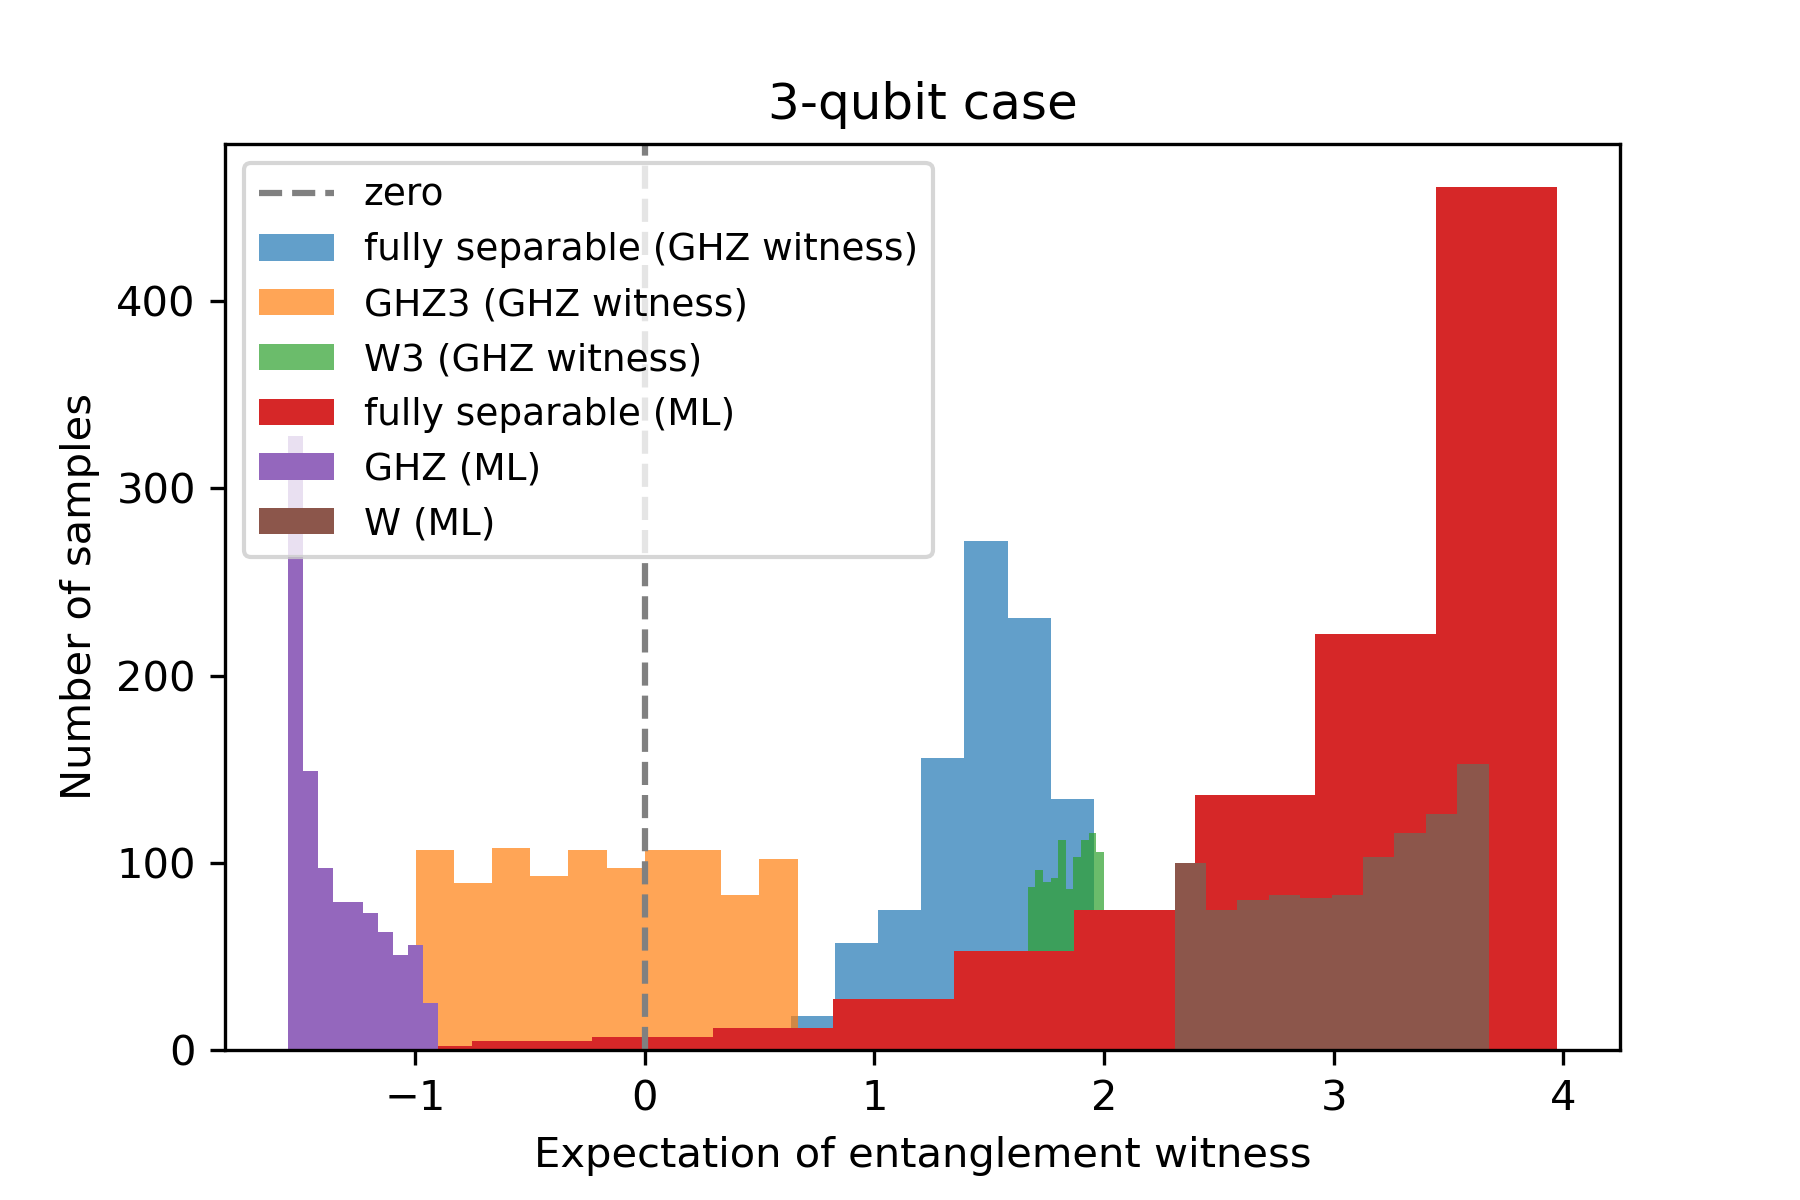 3-qubit case
zero
fully separable (GHZ witness)
GHZ3 (GHZ witness)
W3 (GHZ witness)
fully separable (ML)
GHZ (ML)
W (ML)
Number of samples
400
300
200
100
0
−1 0 1 2 3 4
Expectation of entanglement witness